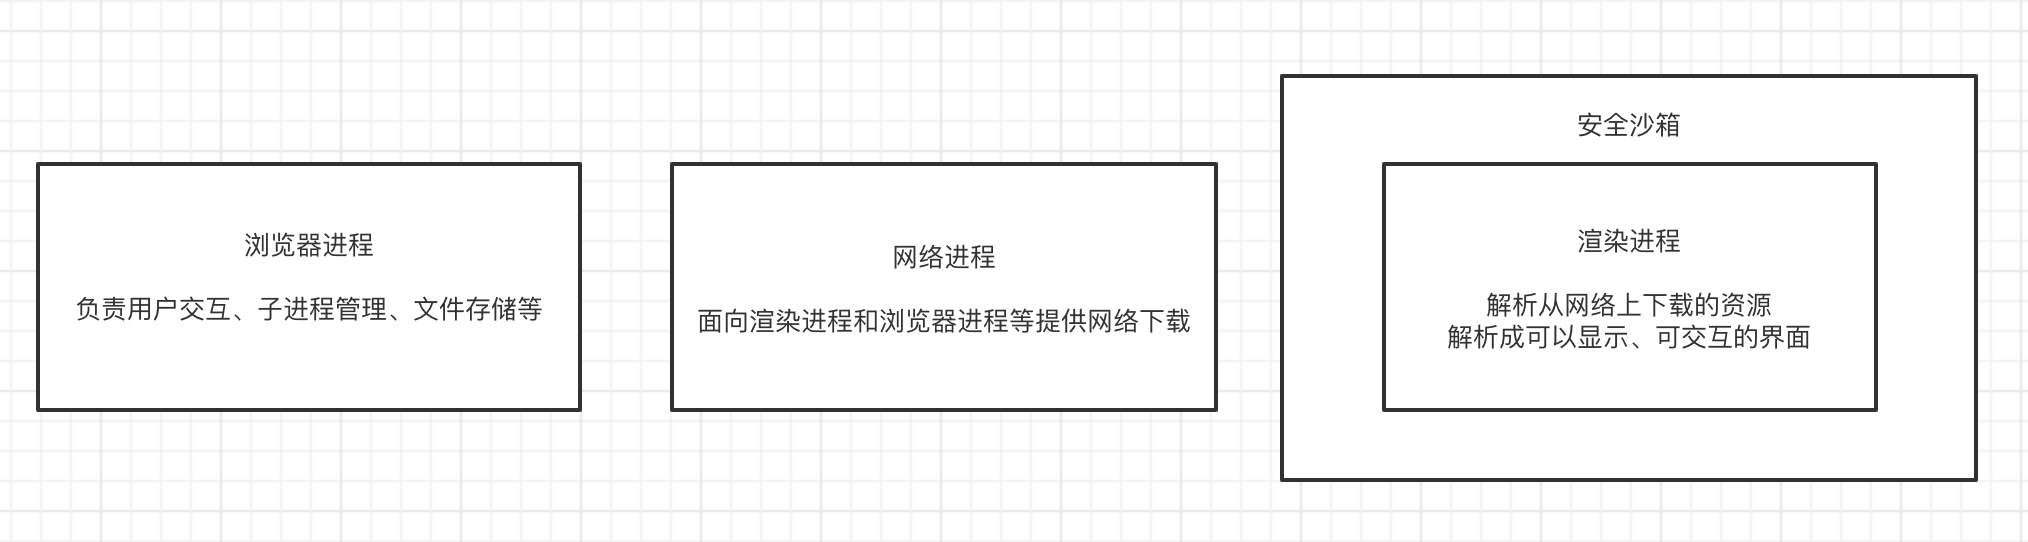 浏览器进程
负责用户交互、子进程管理、文件存储等
网络进程
面向渲染进程和浏览器进程等提供网络下载
安全沙箱
渲染进程
解析从网络上下载的资源
解析成可以显示、可交互的界面